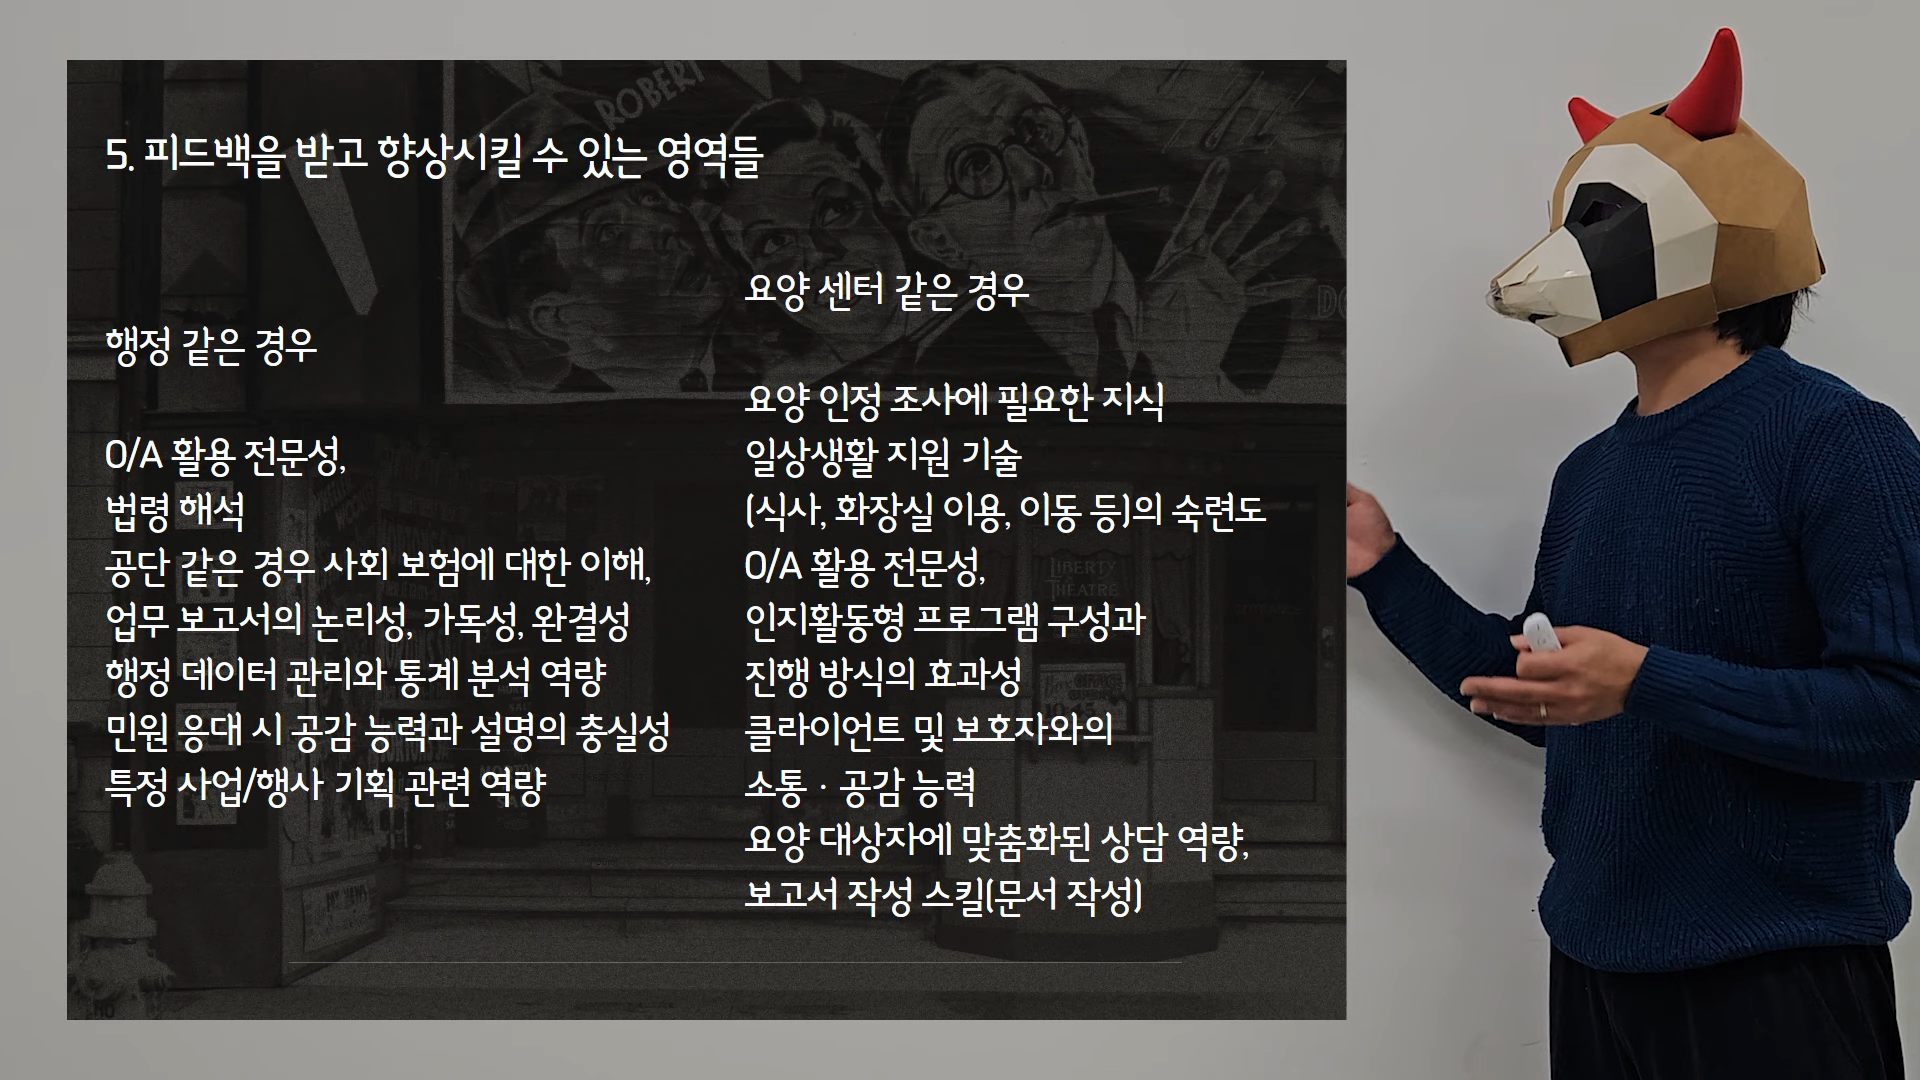 5. 피드백을 받고 향상시킬 수 있는 영역들
행정 같은 경우
O/A 활용 전문성,
법령 해석
공단 같은 경우 사회 보험에 대한 이해,
업무 보고서의 논리성, 가독성, 완결성
행정 데이터 관리와 통계 분석 역량
민원 응대 시 공감 능력과 설명의 충실성
특정 사업/행사 기획 관련 역량
요양 센터 같은 경우
요양 인정 조사에 필요한 지식
일상생활 지원 기술
(식사, 화장실 이용, 이동 등)의 숙련도
O/A 활용 전문성,
인지활동형 프로그램 구성과
진행 방식의 효과성
클라이언트 및 보호자와의
소통 · 공감 능력
요양 대상자에 맞춤화된 상담 역량,
보고서 작성 스킬(문서 작성)
ROBERT
LIBERTY
THEATRE